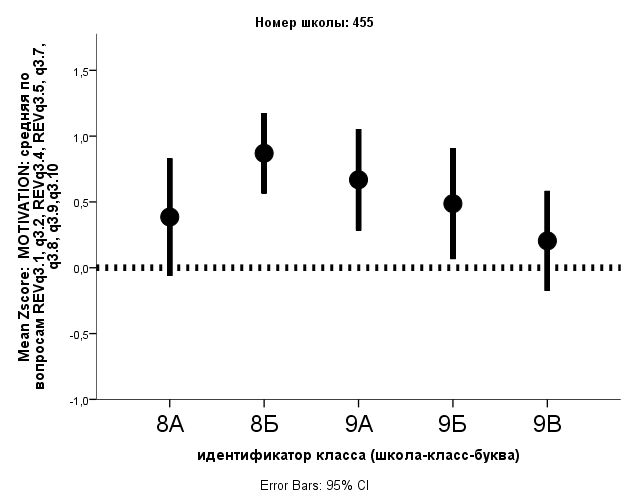 Номер школы: 455
Mean Zscore: MOTIVATION: средняя по
вопросам REVq3.1, q3.2, REVq3.4, REVq3.5, q3.7,
q3.8, q3.9,q3.10
1,5
1,0
0,5
0,0
-0,5
-1,0
8А 8Б 9А 9Б 9В
идентификатор класса (школа-класс-буква)
Error Bars: 95% CI